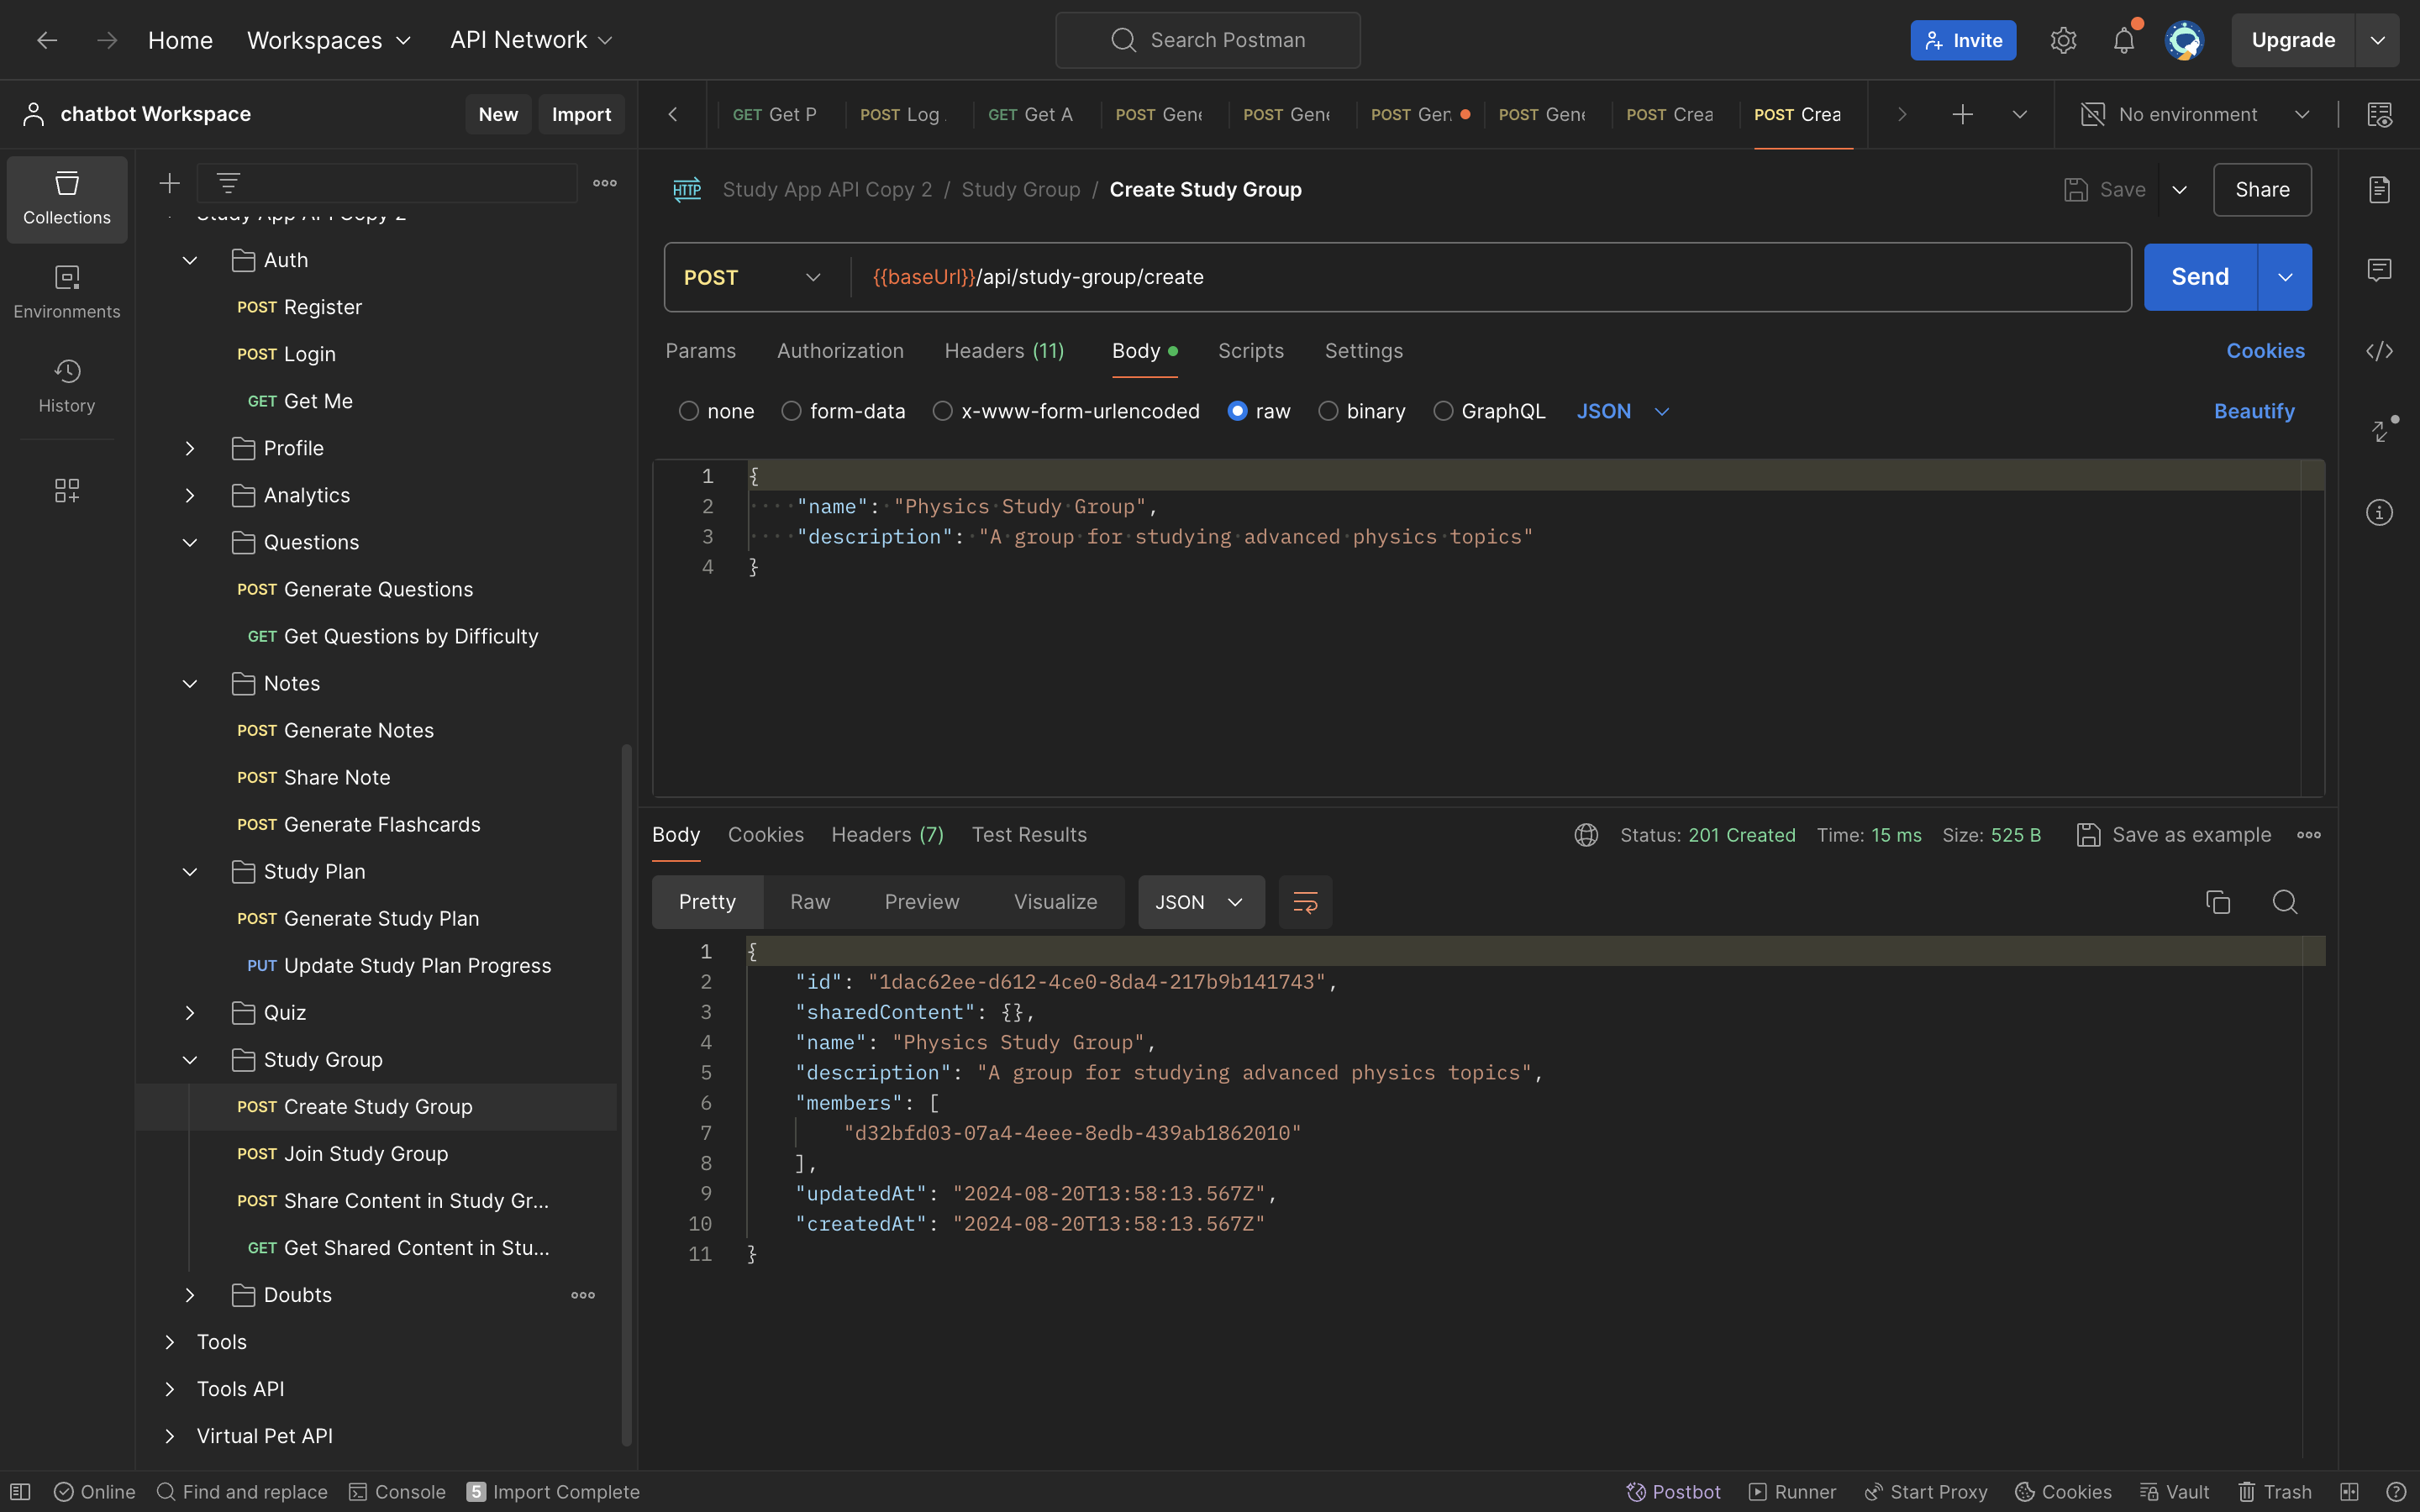 Home
Workspaces
API Network
Search Postman
Invite
Upgrade
chatbot Workspace
New
Import
GET Get P
POST Log
GET Get A
POST Gene
POST Gene
POST Gen
POST Gene
POST Crea
POST Crea
No environment
Collections
Environments
History
Study App API Copy 2
Auth
POST Register
POST Login
GET Get Me
Profile
Analytics
Questions
POST Generate Questions
GET Get Questions by Difficulty
Notes
POST Generate Notes
POST Share Note
POST Generate Flashcards
Study Plan
POST Generate Study Plan
PUT Update Study Plan Progress
Quiz
Study Group
POST Create Study Group
POST Join Study Group
POST Share Content in Study Gr...
GET Get Shared Content in Stu...
Doubts
Tools
Tools API
Virtual Pet API
HTTP Study App API Copy 2 / Study Group / Create Study Group
Save
Share
POST
{{baseUrl}}/api/study-group/create
Send
Params
Authorization
Headers (11)
Body
Scripts
Settings
Cookies
none
form-data
x-www-form-urlencoded
raw
binary
GraphQL
JSON
Beautify
1 {
2 "name": "Physics Study Group",
3 "description": "A group for studying advanced physics topics"
4 }
Body
Cookies
Headers (7)
Test Results
Status: 201 Created
Time: 15 ms
Size: 525 B
Save as example
Pretty
Raw
Preview
Visualize
JSON
1 {
2 "id": "1dac62ee-d612-4ce0-8da4-217b9b141743",
3 "sharedContent": {},
4 "name": "Physics Study Group",
5 "description": "A group for studying advanced physics topics",
6 "members": [
7 "d32bfd03-07a4-4eee-8edb-439ab1862010"
8 ],
9 "updatedAt": "2024-08-20T13:58:13.567Z",
10 "createdAt": "2024-08-20T13:58:13.567Z"
11 }
Online
Find and replace
Console
5 Import Complete
Postbot
Runner
Start Proxy
Cookies
Vault
Trash